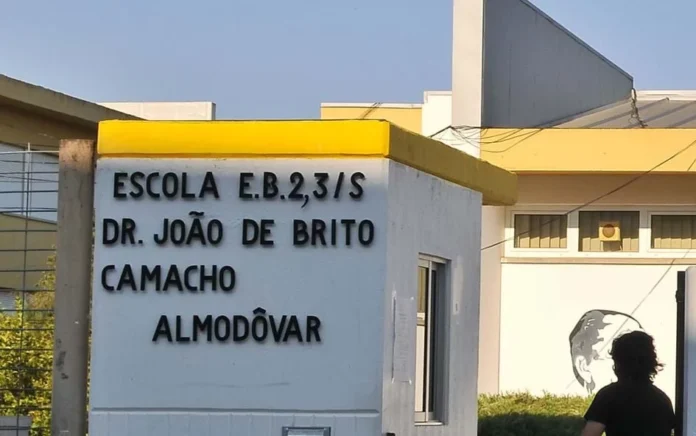 ESCOLA E.B.2,3/S
DR. JOÃO DE BRITO
CAMACHO
ALMODÔVAR